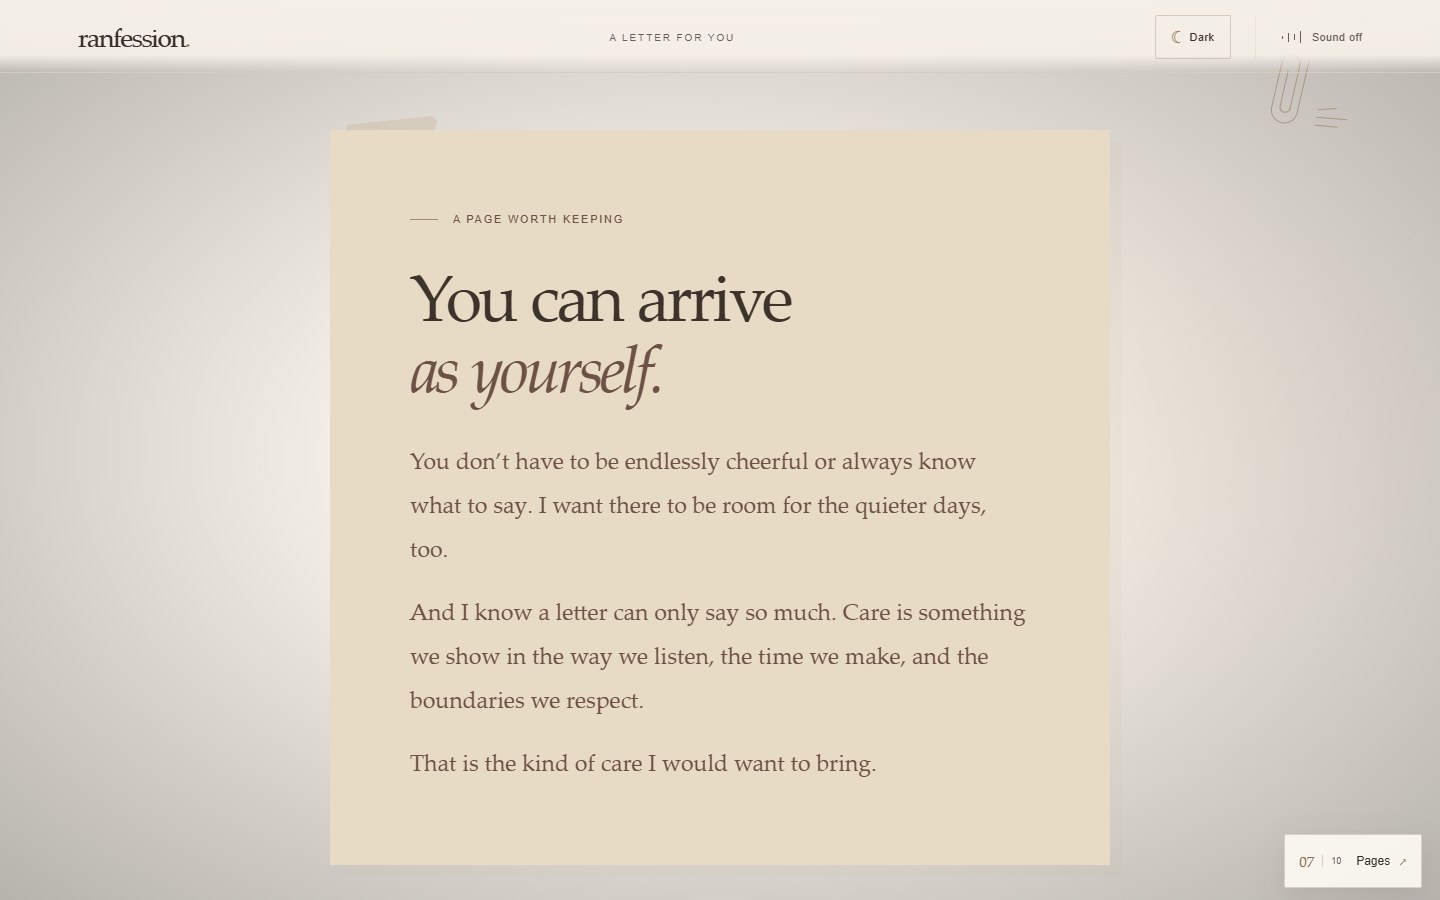 ranfession.
A LETTER FOR YOU
Dark
Sound off
A PAGE WORTH KEEPING
You can arrive
as yourself.
You don’t have to be endlessly cheerful or always know
what to say. I want there to be room for the quieter days,
too.
And I know a letter can only say so much. Care is something
we show in the way we listen, the time we make, and the
boundaries we respect.
That is the kind of care I would want to bring.
07 10 Pages ↗